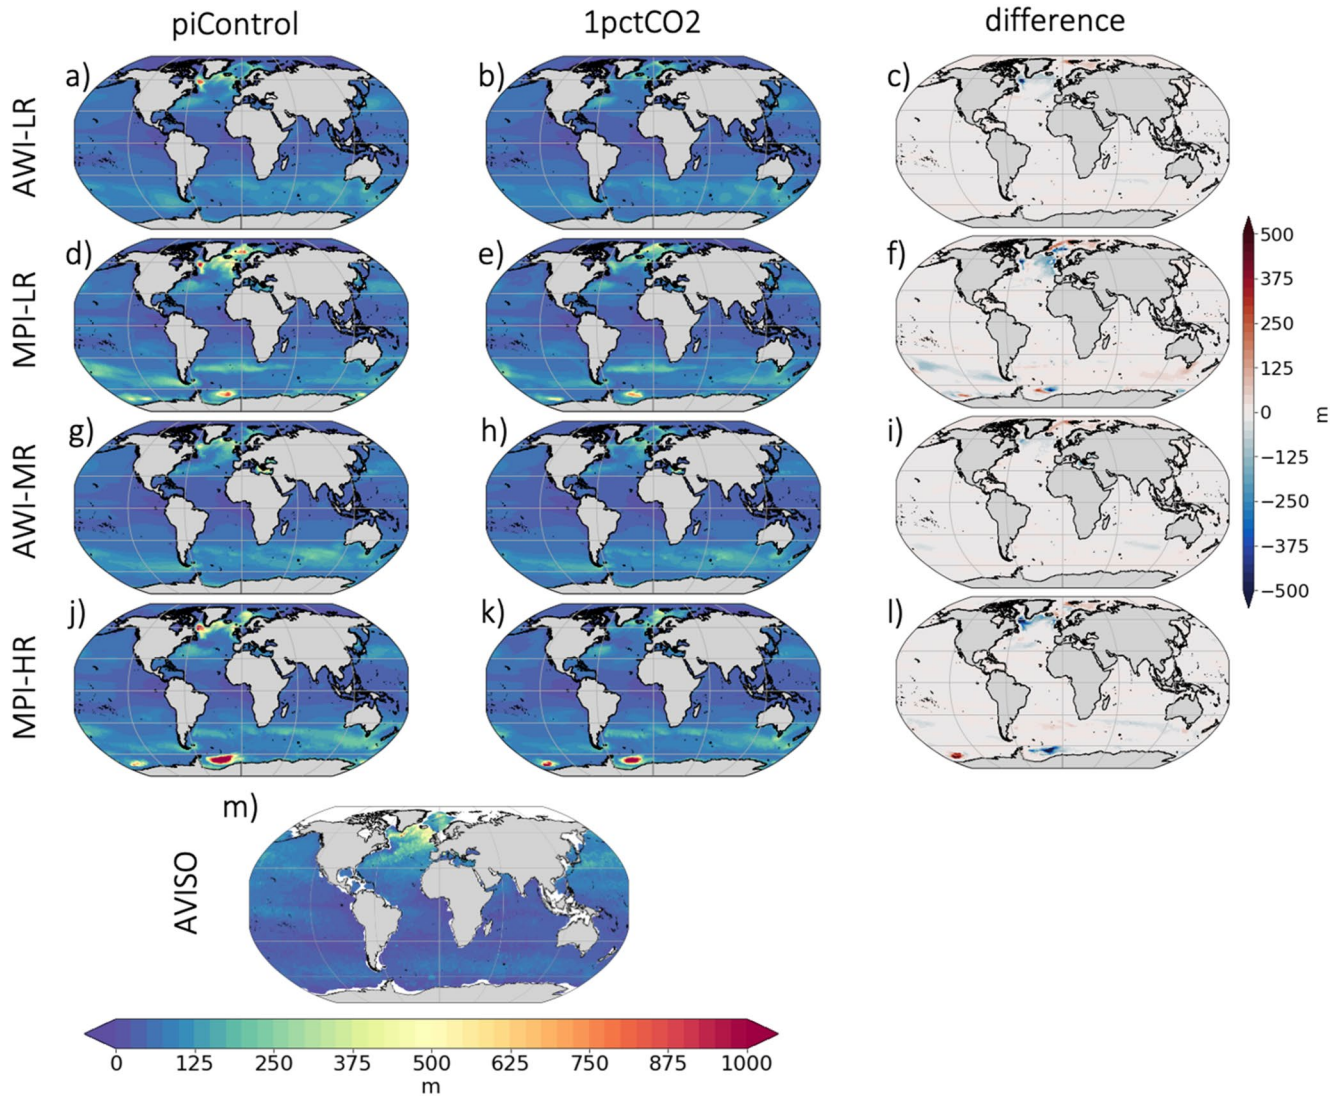 piControl 1pctCO2 difference
AWI-LR
a) b) c)
MPI-LR
d) e) f)
AWI-MR
g) h) i)
MPI-HR
j) k) l)
500
375
250
125
0
−125
−250
−375
−500
m
AVISO
m)
0 125 250 375 500 625 750 875 1000
m